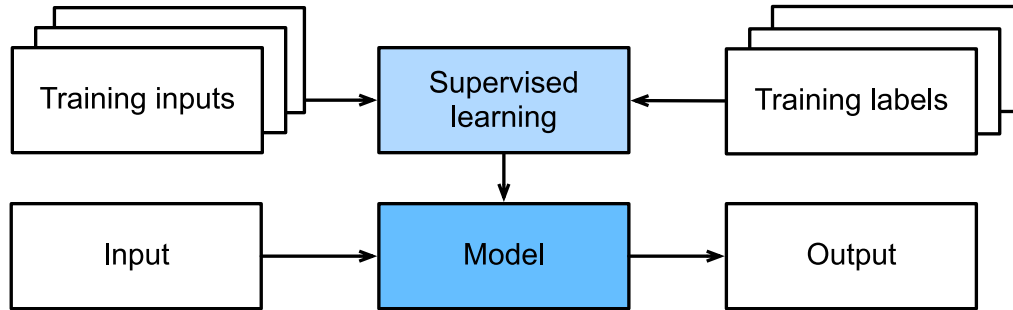 Training inputs
Supervised
learning
Training labels
Input
Model
Output